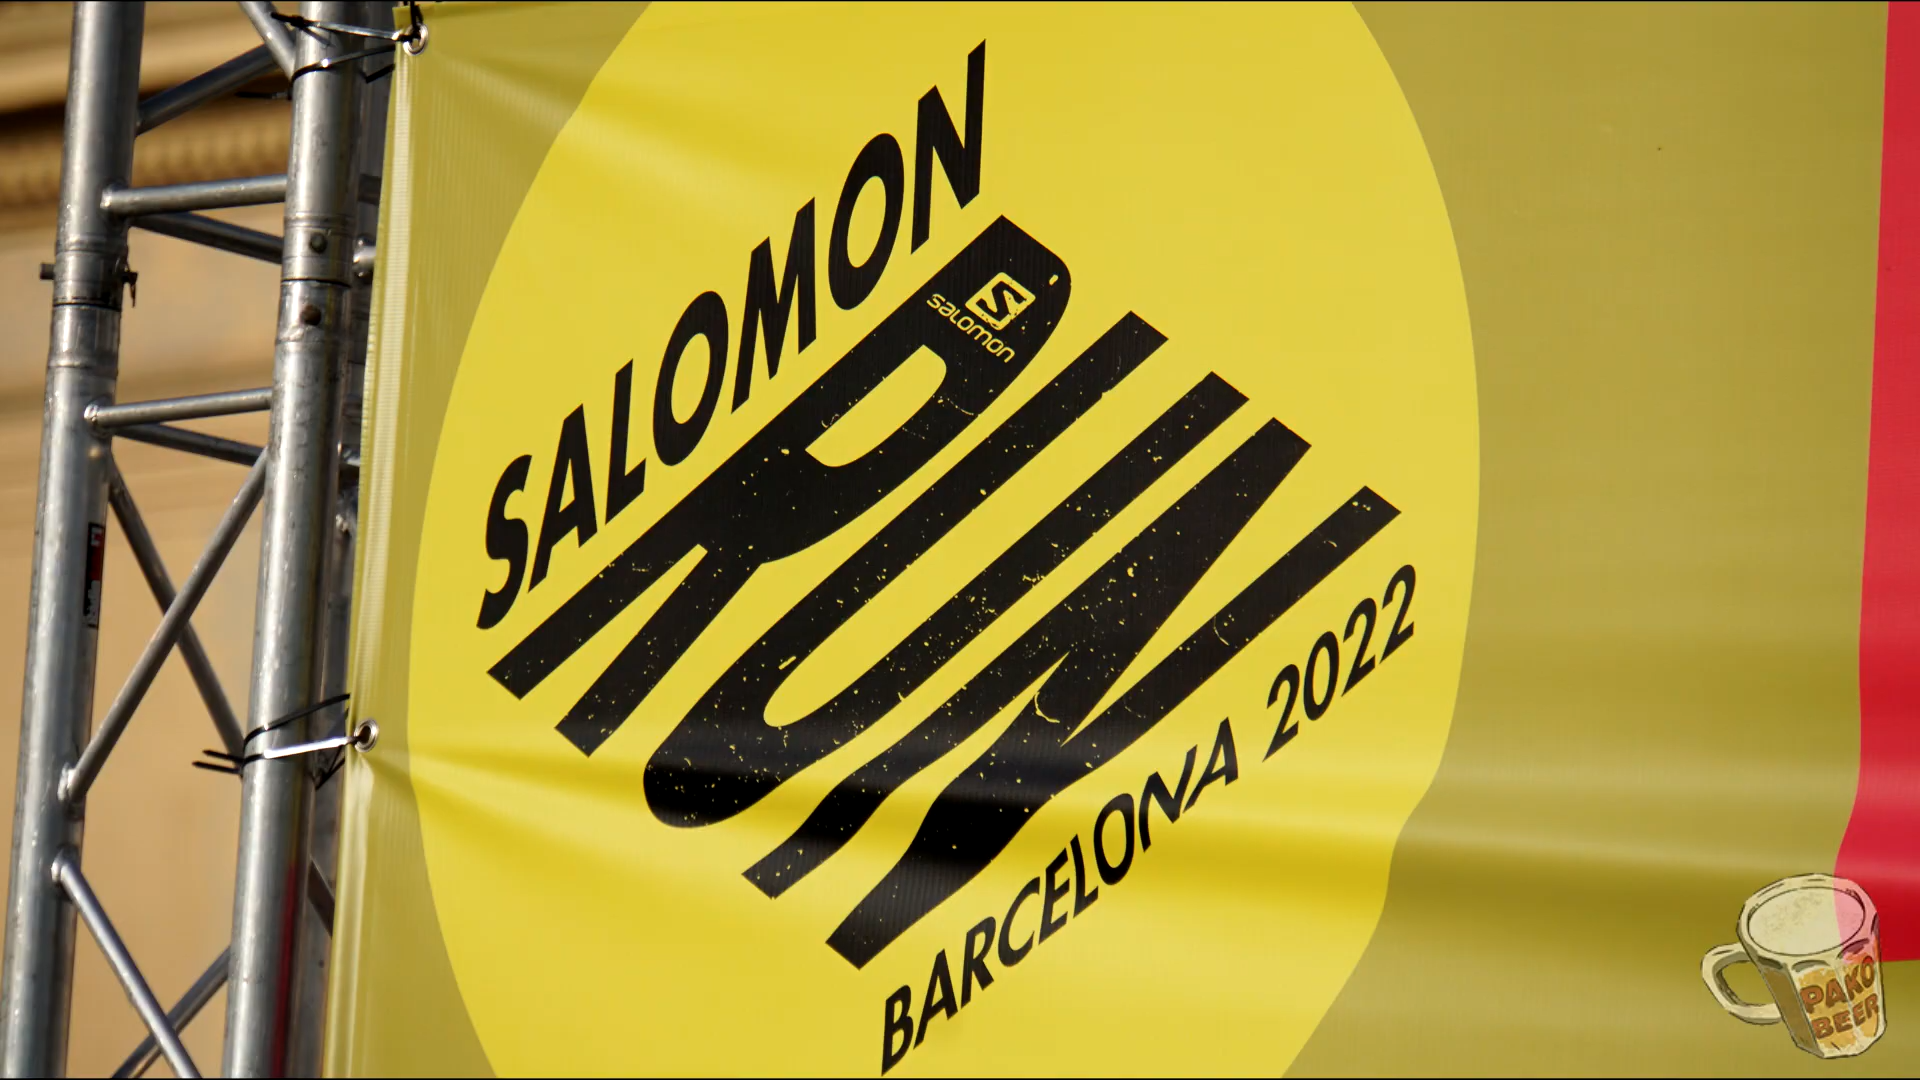 SALOMON
S
salomon
RUN
BARCELONA 2022
PAKO
BEER